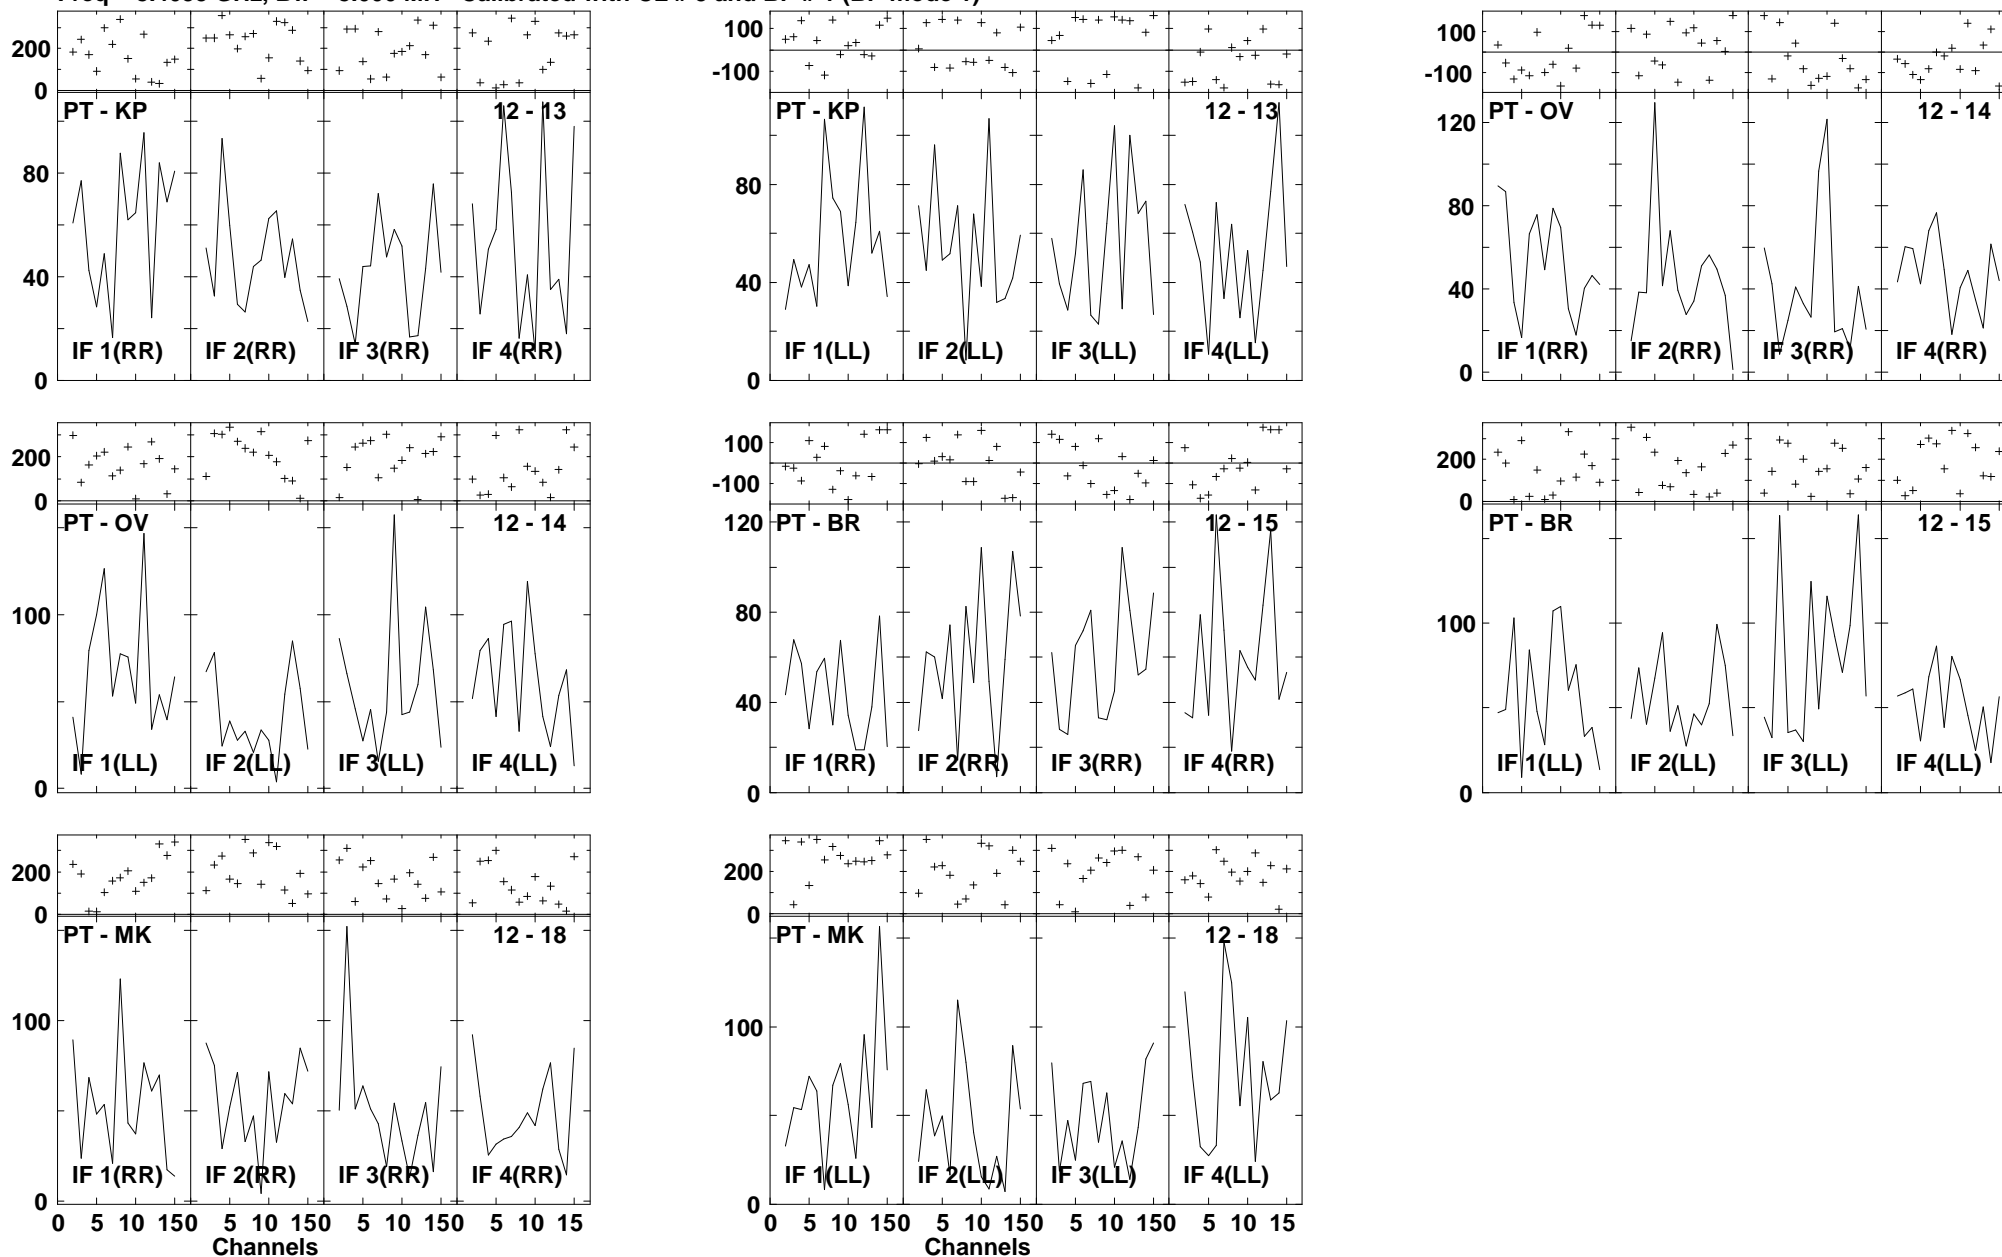 200 0 100 -100 100 -100
PT - KP 12 - 13 PT - KP 12 - 13 PT - OV 12 - 14
80 40 0 80 40 0 120 80 40 0
IF 1(RR) IF 2(RR) IF 3(RR) IF 4(RR) IF 1(LL) IF 2(LL) IF 3(LL) IF 4(LL) IF 1(RR) IF 2(RR) IF 3(RR) IF 4(RR)
200 0 100 -100 200 0
PT - OV 12 - 14 PT - BR 12 - 15 PT - BR 12 - 15
100 0 120 80 40 0 100 0
IF 1(LL) IF 2(LL) IF 3(LL) IF 4(LL) IF 1(RR) IF 2(RR) IF 3(RR) IF 4(RR) IF 1(LL) IF 2(LL) IF 3(LL) IF 4(LL)
200 0 200 0
PT - MK 12 - 18 PT - MK 12 - 18
100 0 100 0
IF 1(RR) IF 2(RR) IF 3(RR) IF 4(RR) IF 1(LL) IF 2(LL) IF 3(LL) IF 4(LL)
0 5 10 150 5 10 150 5 10 150 5 10 15 0 5 10 150 5 10 150 5 10 150 5 10 15
Channels Channels